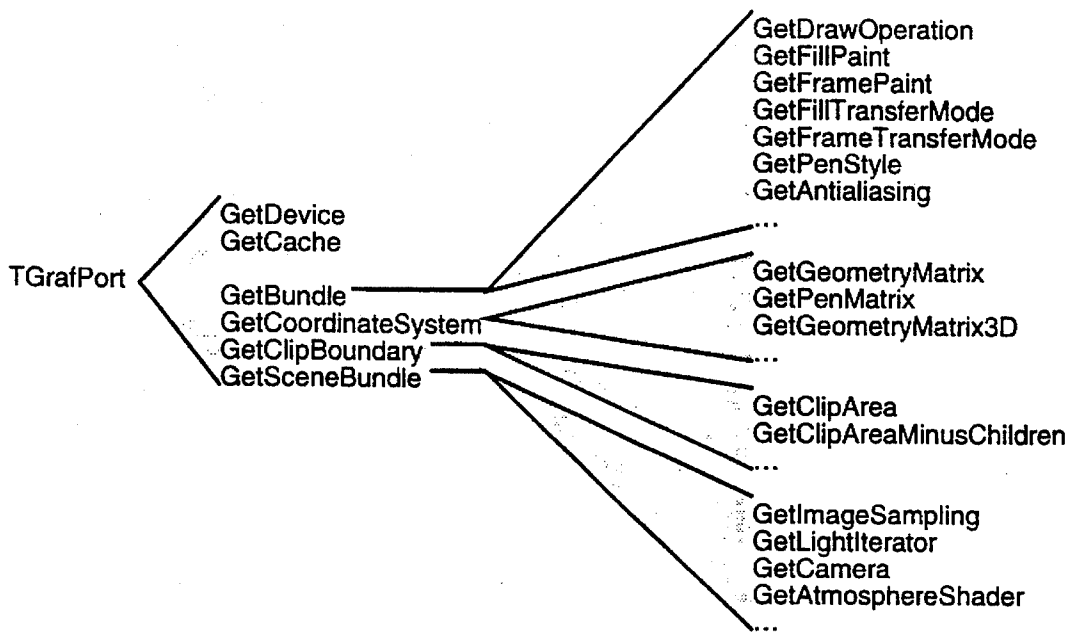 TGrafPort
GetDevice
GetCache
GetBundle
GetCoordinateSystem
GetClipBoundary
GetSceneBundle
GetDrawOperation
GetFillPaint
GetFramePaint
GetFillTransferMode
GetFrameTransferMode
GetPenStyle
GetAntialiasing
...
GetGeometryMatrix
GetPenMatrix
GetGeometryMatrix3D
...
GetClipArea
GetClipAreaMinusChildren
...
GetImageSampling
GetLightIterator
GetCamera
GetAtmosphereShader
...